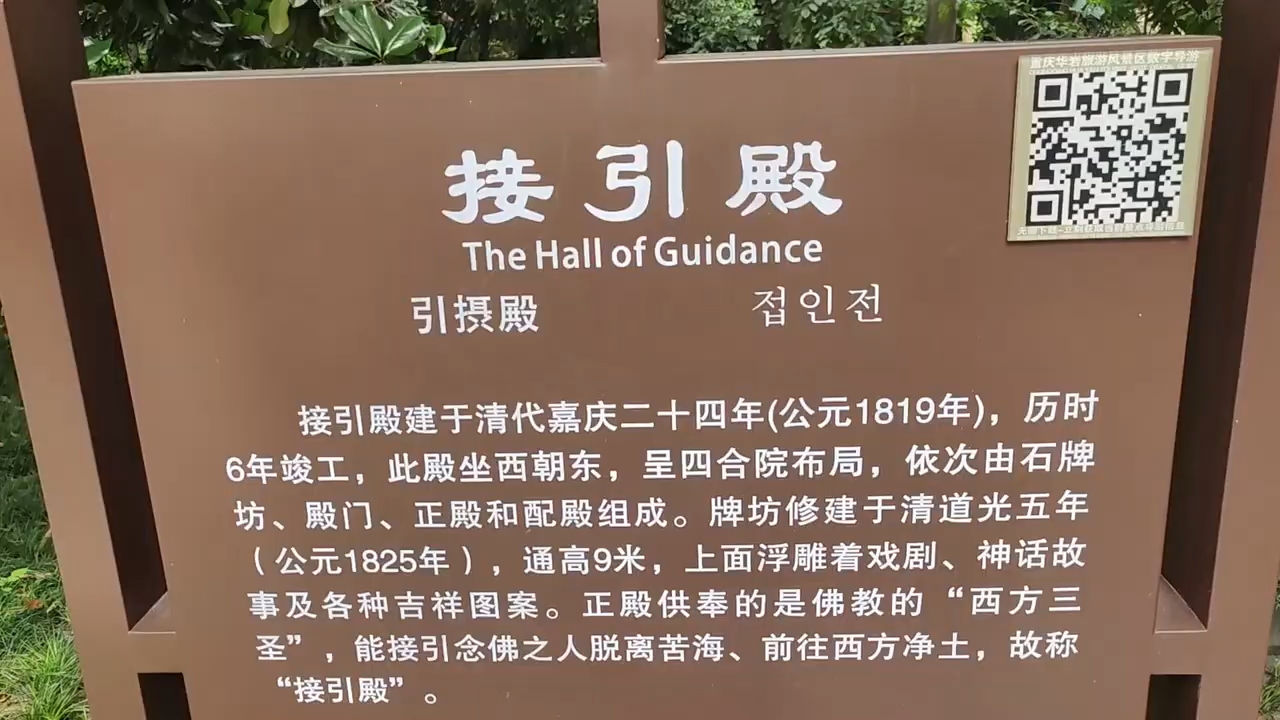 重庆华岩旅游风景区数字导游
接引殿
The Hall of Guidance
引摄殿 접인전
接引殿建于清代嘉庆二十四年(公元1819年)，历时
6年竣工，此殿坐西朝东，呈四合院布局，依次由石牌
坊、殿门、正殿和配殿组成。牌坊修建于清道光五年
（公元1825年），通高9米，上面浮雕着戏剧、神话故
事及各种吉祥图案。正殿供奉的是佛教的“西方三
圣”，能接引念佛之人脱离苦海、前往西方净土，故称
“接引殿”。